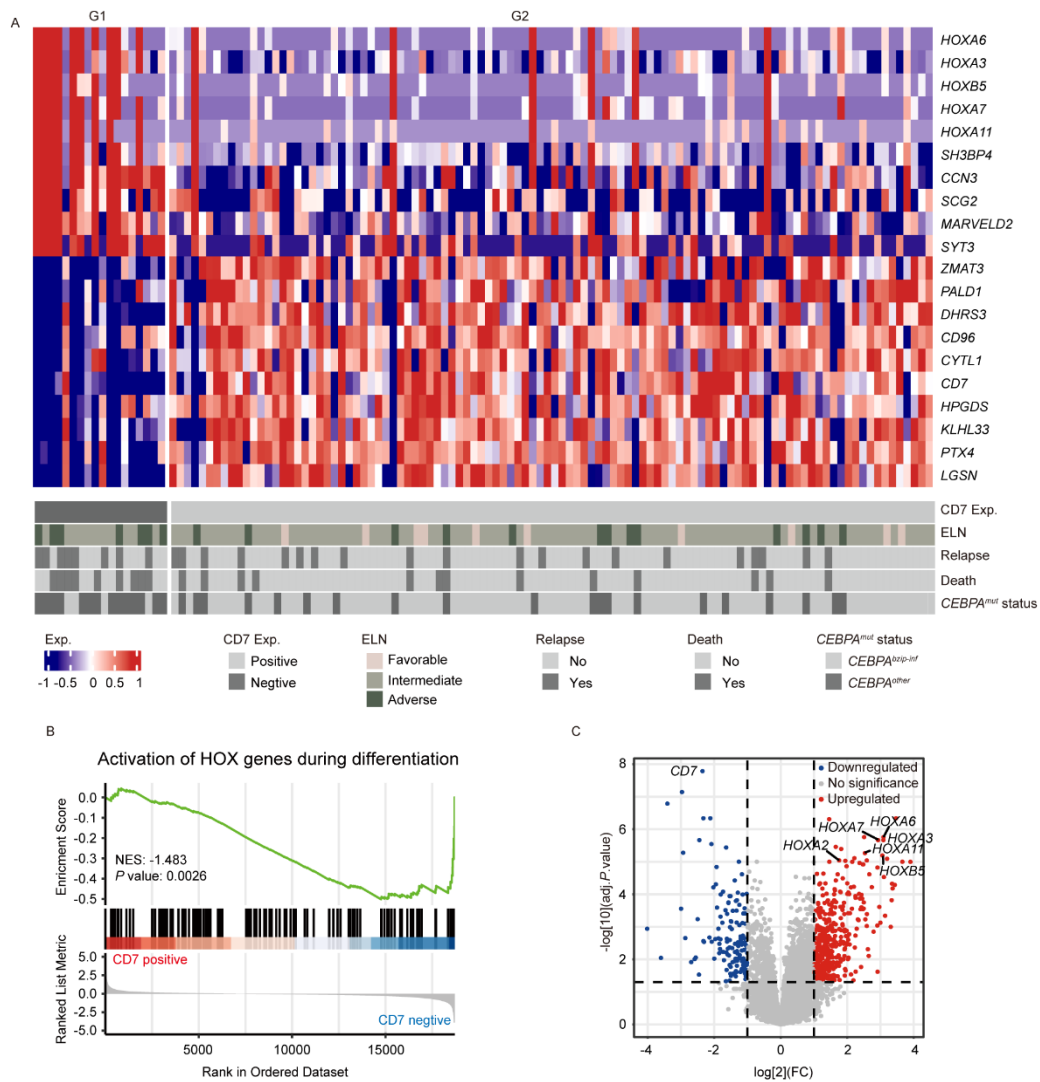 A
G1 G2
HOXA6
HOXA3
HOXB5
HOXA7
HOXA11
SH3BP4
CCN3
SCG2
MARVELD2
SYT3
ZMAT3
PALD1
DHRS3
CD96
CYTL1
CD7
HPGDS
KLHL33
PTX4
LGSN
CD7 Exp.
ELN
Relapse
Death
CEBPAmut status
Exp.
-1 -0.5 0 0.5 1
CD7 Exp.
Positive
Negtive
ELN
Favorable
Intermediate
Adverse
Relapse
No
Yes
Death
No
Yes
CEBPAmut status
CEBPAbzip-inf
CEBPAother
B
Activation of HOX genes during differentiation
Enricment Score
0.0
-0.1
-0.2
-0.3
-0.4
-0.5
NES: -1.483
P value: 0.0026
Ranked List Metric
5.0
2.5
0.0
-2.5
-5.0
CD7 positive
CD7 negtive
5000 10000 15000
Rank in Ordered Dataset
C
-log[10](adj.P.value)
8
6
4
2
0
CD7
Downregulated
No significance
Upregulated
HOXA7
HOXA6
HOXA3
HOXA2
HOXA11
HOXB5
-4 -2 0 2 4
log[2](FC)